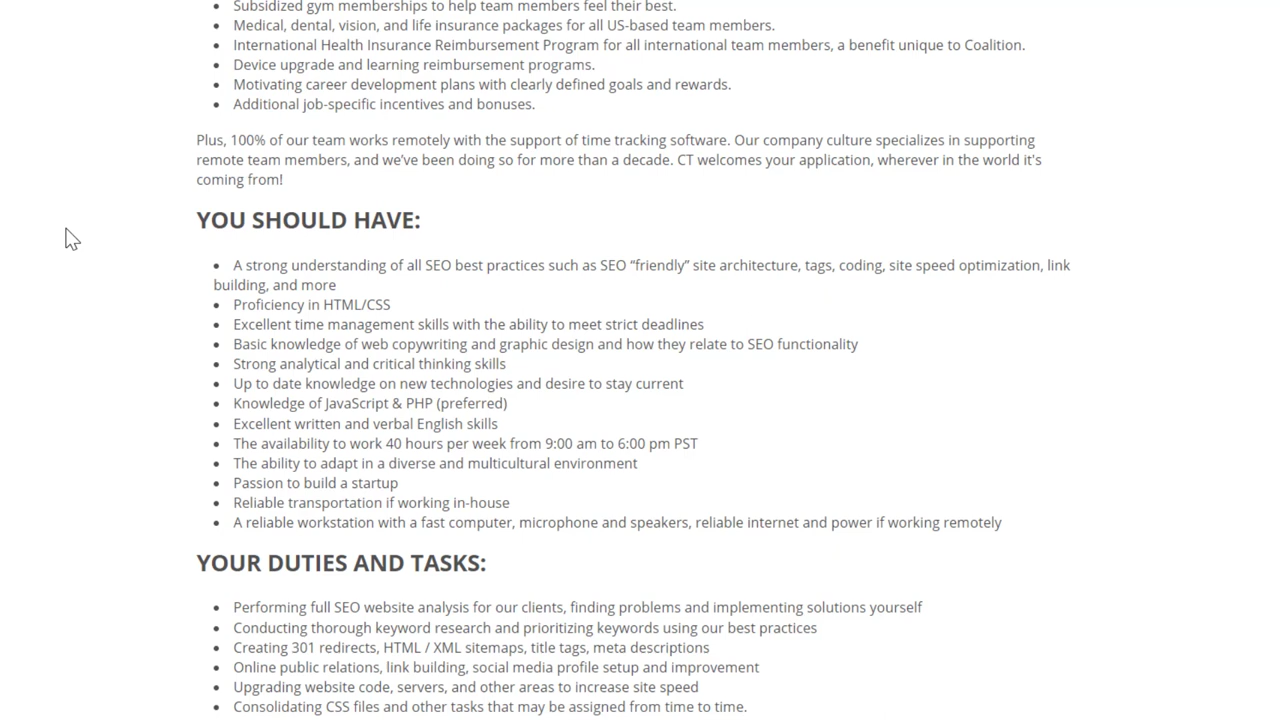 • Subsidized gym memberships to help team members feel their best.
• Medical, dental, vision, and life insurance packages for all US-based team members.
• International Health Insurance Reimbursement Program for all international team members, a benefit unique to Coalition.
• Device upgrade and learning reimbursement programs.
• Motivating career development plans with clearly defined goals and rewards.
• Additional job-specific incentives and bonuses.
Plus, 100% of our team works remotely with the support of time tracking software. Our company culture specializes in supporting
remote team members, and we’ve been doing so for more than a decade. CT welcomes your application, wherever in the world it's
coming from!
YOU SHOULD HAVE:
• A strong understanding of all SEO best practices such as SEO “friendly” site architecture, tags, coding, site speed optimization, link
building, and more
• Proficiency in HTML/CSS
• Excellent time management skills with the ability to meet strict deadlines
• Basic knowledge of web copywriting and graphic design and how they relate to SEO functionality
• Strong analytical and critical thinking skills
• Up to date knowledge on new technologies and desire to stay current
• Knowledge of JavaScript & PHP (preferred)
• Excellent written and verbal English skills
• The availability to work 40 hours per week from 9:00 am to 6:00 pm PST
• The ability to adapt in a diverse and multicultural environment
• Passion to build a startup
• Reliable transportation if working in-house
• A reliable workstation with a fast computer, microphone and speakers, reliable internet and power if working remotely
YOUR DUTIES AND TASKS:
• Performing full SEO website analysis for our clients, finding problems and implementing solutions yourself
• Conducting thorough keyword research and prioritizing keywords using our best practices
• Creating 301 redirects, HTML / XML sitemaps, title tags, meta descriptions
• Online public relations, link building, social media profile setup and improvement
• Upgrading website code, servers, and other areas to increase site speed
• Consolidating CSS files and other tasks that may be assigned from time to time.